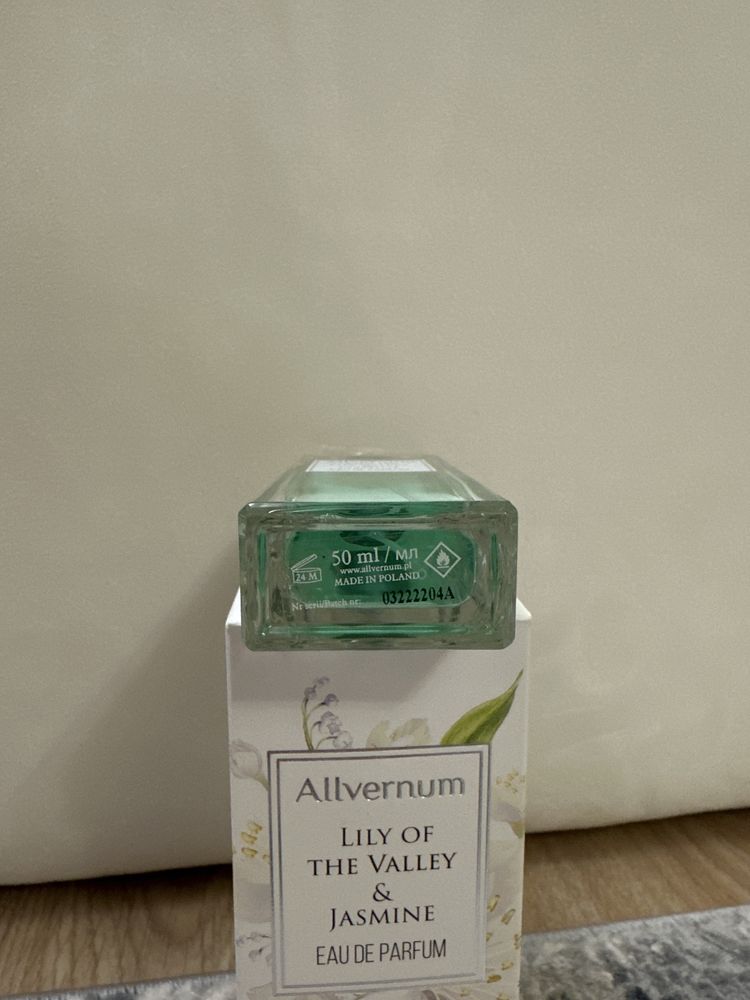 50 ml / мл
24 M
www.allvernum.pl
MADE IN POLAND
Nr serii/Batch nr: 03222204A
Allvernum
LILY OF
THE VALLEY
&
JASMINE
EAU DE PARFUM